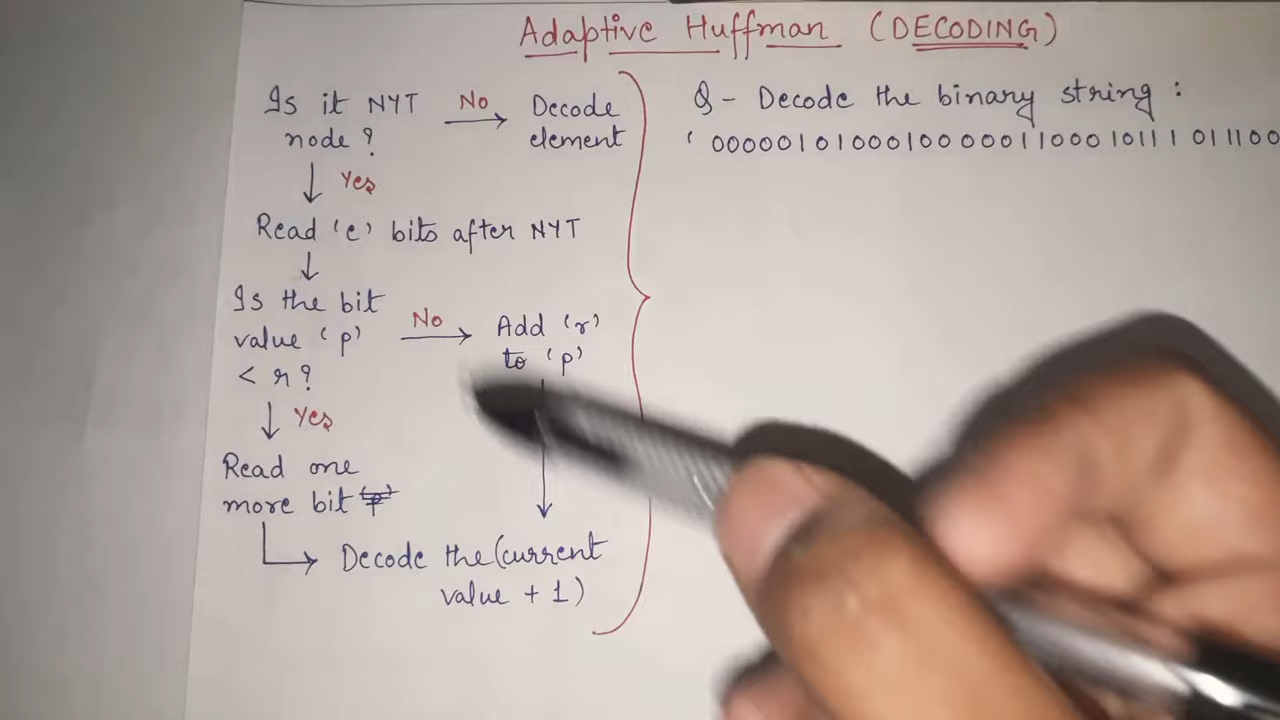 Adaptive Huffman (DECODING)
Is it NYT
node ?
No
Decode
element
Yes
Read 'e' bits after NYT
Is the bit
value 'p'
< r ?
No
Add 'r'
to 'p'
Yes
Read one
more bit
Decode the (current
value + 1)
Q - Decode the binary string :